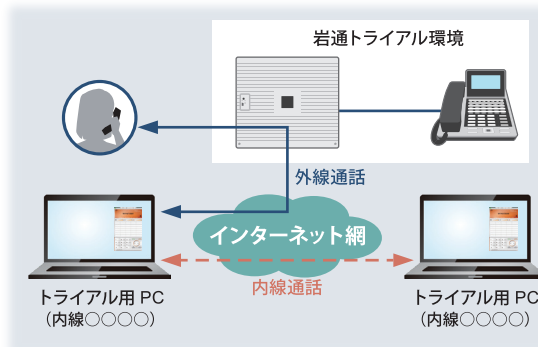 岩通トライアル環境
外線通話
インターネット網
内線通話
トライアル用 PC
（内線○○○○）
トライアル用 PC
（内線○○○○）